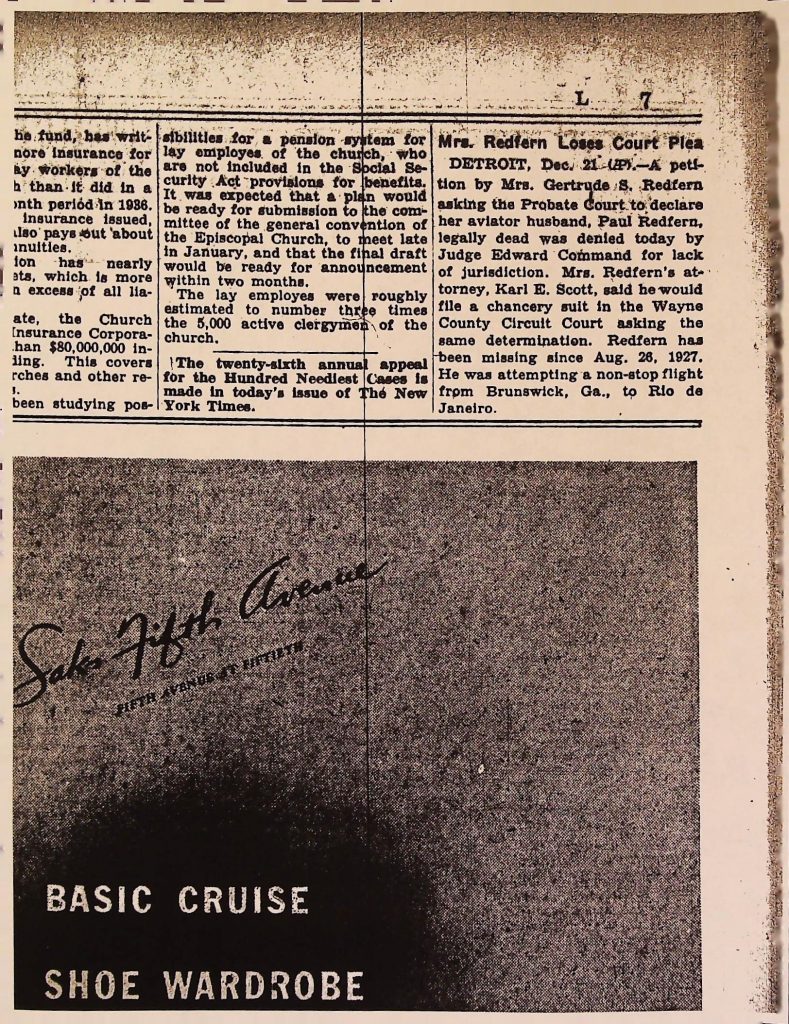 L 7
he fund, has writ-
more insurance for
ay workers of the
h than it did in a
onth period in 1936.
insurance issued,
also pays out about
nnuities.
ion has nearly
ets, which is more
n excess of all lia-
ate, the Church
Insurance Corpora-
han $80,000,000 in-
ling. This covers
rches and other re-
s.
been studying pos-
sibilities for a pension system for
lay employes of the church, who
are not included in the Social Se-
curity Act provisions for benefits.
It was expected that a plan would
be ready for submission to the com-
mittee of the general convention of
the Episcopal Church, to meet late
in January, and that the final draft
would be ready for announcement
within two months.
The lay employes were roughly
estimated to number three times
the 5,000 active clergymen of the
church.
The twenty-sixth annual appeal
for the Hundred Neediest Cases is
made in today's issue of The New
York Times.
Mrs. Redfern Loses Court Plea
DETROIT, Dec. 21 (AP).—A peti-
tion by Mrs. Gertrude S. Redfern
asking the Probate Court to declare
her aviator husband, Paul Redfern,
legally dead was denied today by
Judge Edward Command for lack
of jurisdiction. Mrs. Redfern's at-
torney, Karl E. Scott, said he would
file a chancery suit in the Wayne
County Circuit Court asking the
same determination. Redfern has
been missing since Aug. 26, 1927.
He was attempting a non-stop flight
from Brunswick, Ga., to Rio de
Janeiro.
Saks Fifth Avenue
FIFTH AVENUE AT FIFTIETH
BASIC CRUISE
SHOE WARDROBE